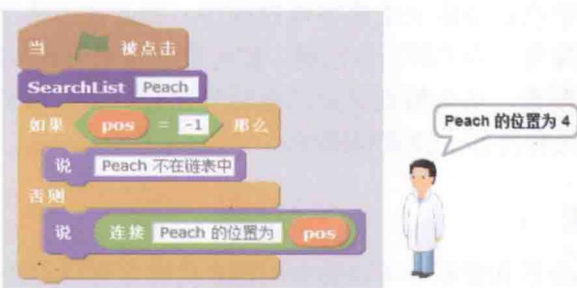 当 被点击
SearchList Peach
如果 pos = -1 那么
说 Peach 不在链表中
否则
说 连接 Peach 的位置为 pos
Peach 的位置为 4